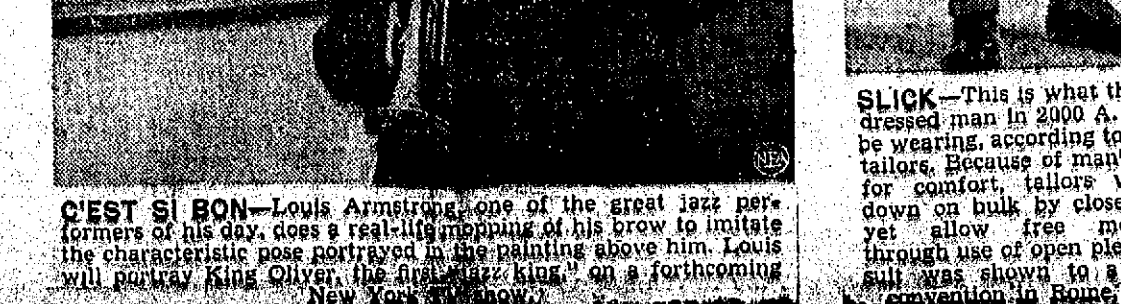 NEA
C'EST SI BON—Louis Armstrong, one of the great jazz per-
formers of his day, does a real-life mopping of his brow to imitate
the characteristic pose portrayed in the painting above him. Louis
will portray King Oliver, the first "jazz king," on a forthcoming
New York TV show.
SLICK—This is what th
dressed man in 2000 A.
be wearing, according to
tailors. Because of man'
for comfort, tailors
down on bulk by close
yet allow free m
through use of open ple
suit was shown to a
convention in Rome.